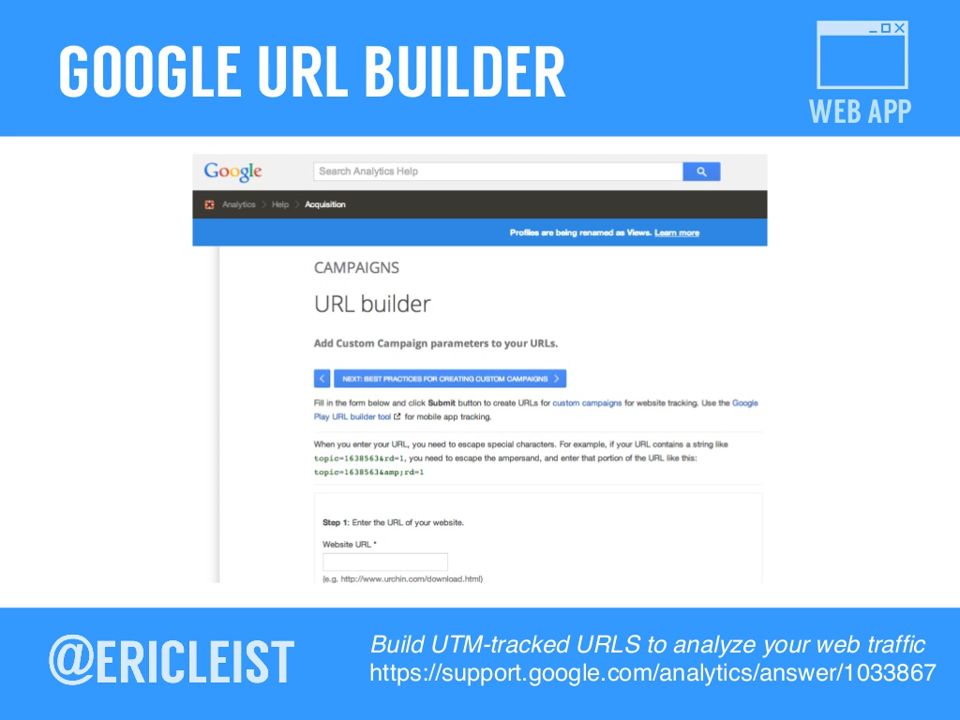 GOOGLE URL BUILDER
WEB APP
Google
Search Analytics Help
Analytics > Help > Acquisition
Profiles are being renamed as Views. Learn more
CAMPAIGNS
URL builder
Add Custom Campaign parameters to your URLs.
NEXT: BEST PRACTICES FOR CREATING CUSTOM CAMPAIGNS
Fill in the form below and click Submit button to create URLs for custom campaigns for website tracking. Use the Google
Play URL builder tool for mobile app tracking.
When you enter your URL, you need to escape special characters. For example, if your URL contains a string like
topic=1638563&rd=1, you need to escape the ampersand, and enter that portion of the URL like this:
topic=1638563&amp;rd=1
Step 1: Enter the URL of your website.
Website URL *
(e.g. http://www.urchin.com/download.html)
@ERICLEIST
Build UTM-tracked URLS to analyze your web traffic
https://support.google.com/analytics/answer/1033867